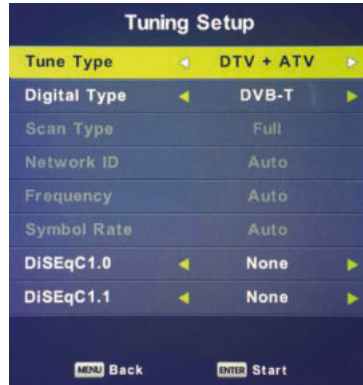 Tuning Setup
Tune Type DTV + ATV
Digital Type DVB-T
Scan Type Full
Network ID Auto
Frequency Auto
Symbol Rate Auto
DiSEqC1.0 None
DiSEqC1.1 None
MENU Back ENTER Start